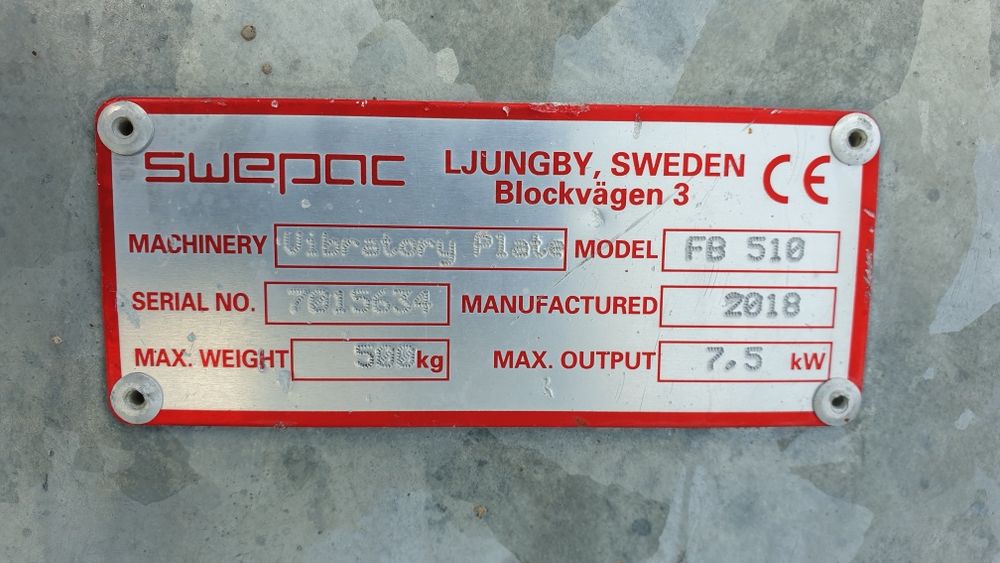 swepac LJUNGBY, SWEDEN CE
Blockvägen 3
MACHINERY Vibratory Plate MODEL FB 510
SERIAL NO. 7015634 MANUFACTURED 2018
MAX. WEIGHT 500kg MAX. OUTPUT 7,5 kW